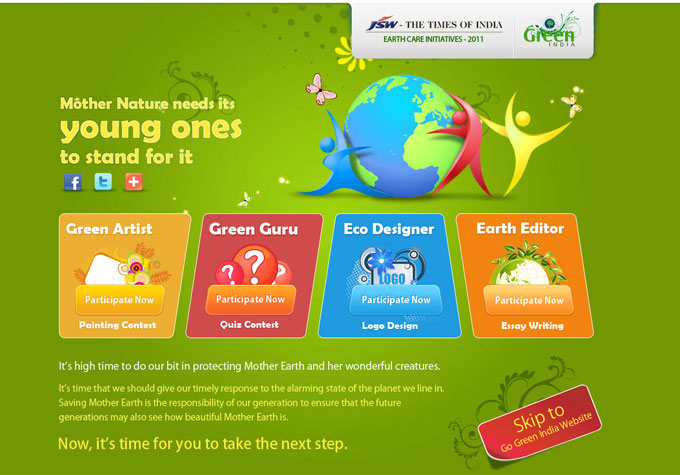 JSW - THE TIMES OF INDIA
EARTH CARE INITIATIVES - 2011
Green
INDIA
Mother Nature needs its
young ones
to stand for it
f t +
Green Artist
Participate Now
Painting Contest
Green Guru
? ? ?
Participate Now
Quiz Contest
Eco Designer
LOGO
Participate Now
Logo Design
Earth Editor
Participate Now
Essay Writing
It's high time to do our bit in protecting Mother Earth and her wonderful creatures.
It's time that we should give our timely response to the alarming state of the planet we line in.
Saving Mother Earth is the responsibility of our generation to ensure that the future
generations may also see how beautiful Mother Earth is.
Now, it's time for you to take the next step.
Skip to
Go Green India Website